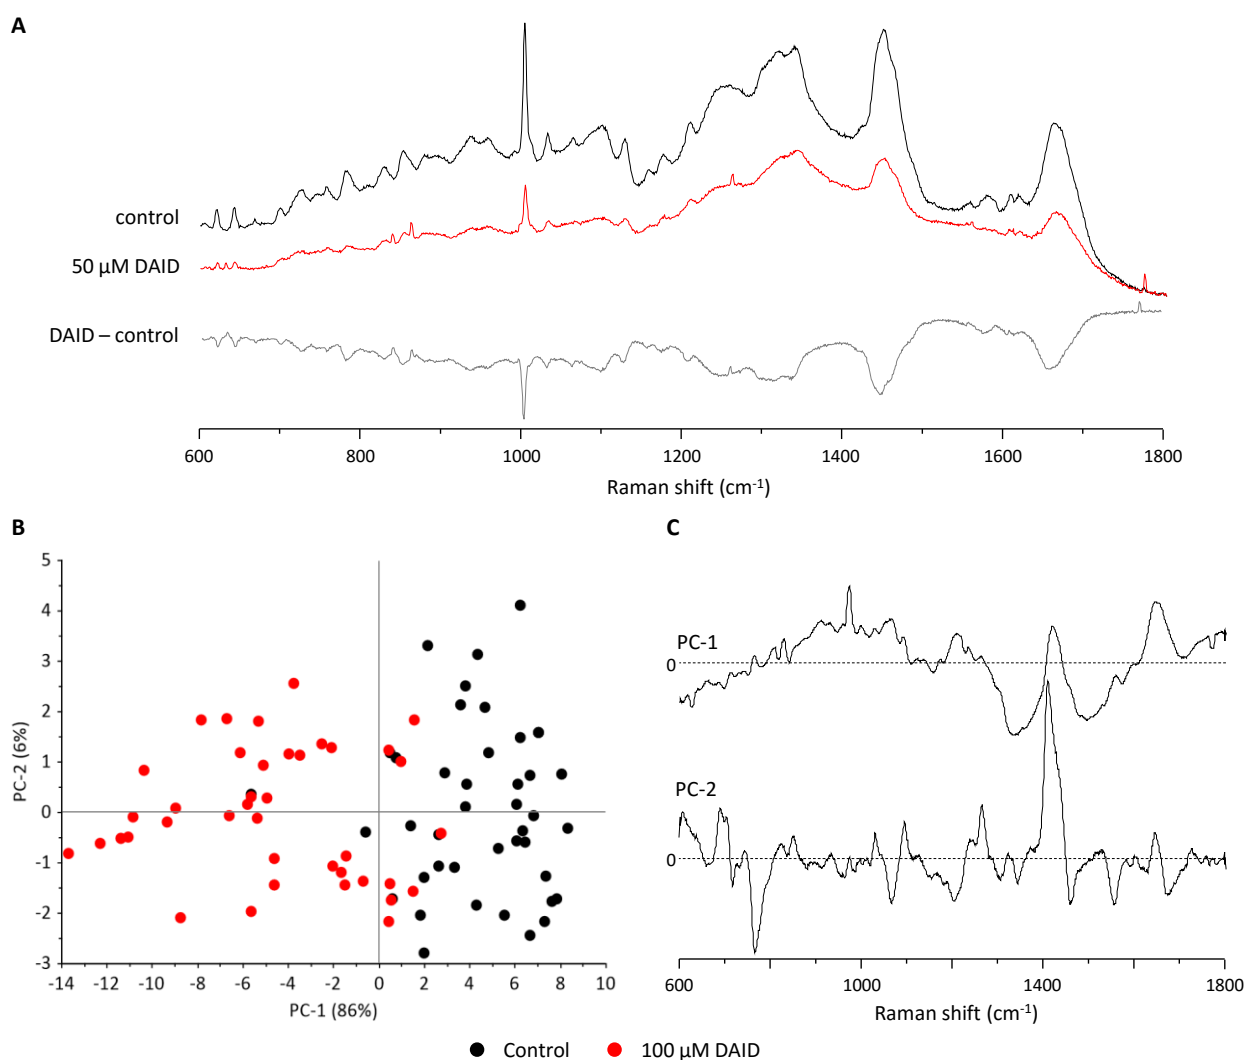 A
control
50 µM DAID
DAID – control
600 800 1000 1200 1400 1600 1800
Raman shift (cm-1)
B
C
5
4
3
2
1
0
-1
-2
-3
PC-2 (6%)
-14 -12 -10 -8 -6 -4 -2 0 2 4 6 8 10
PC-1 (86%)
PC-1
0
PC-2
0
600 1000 1400 1800
Raman shift (cm-1)
Control 100 µM DAID